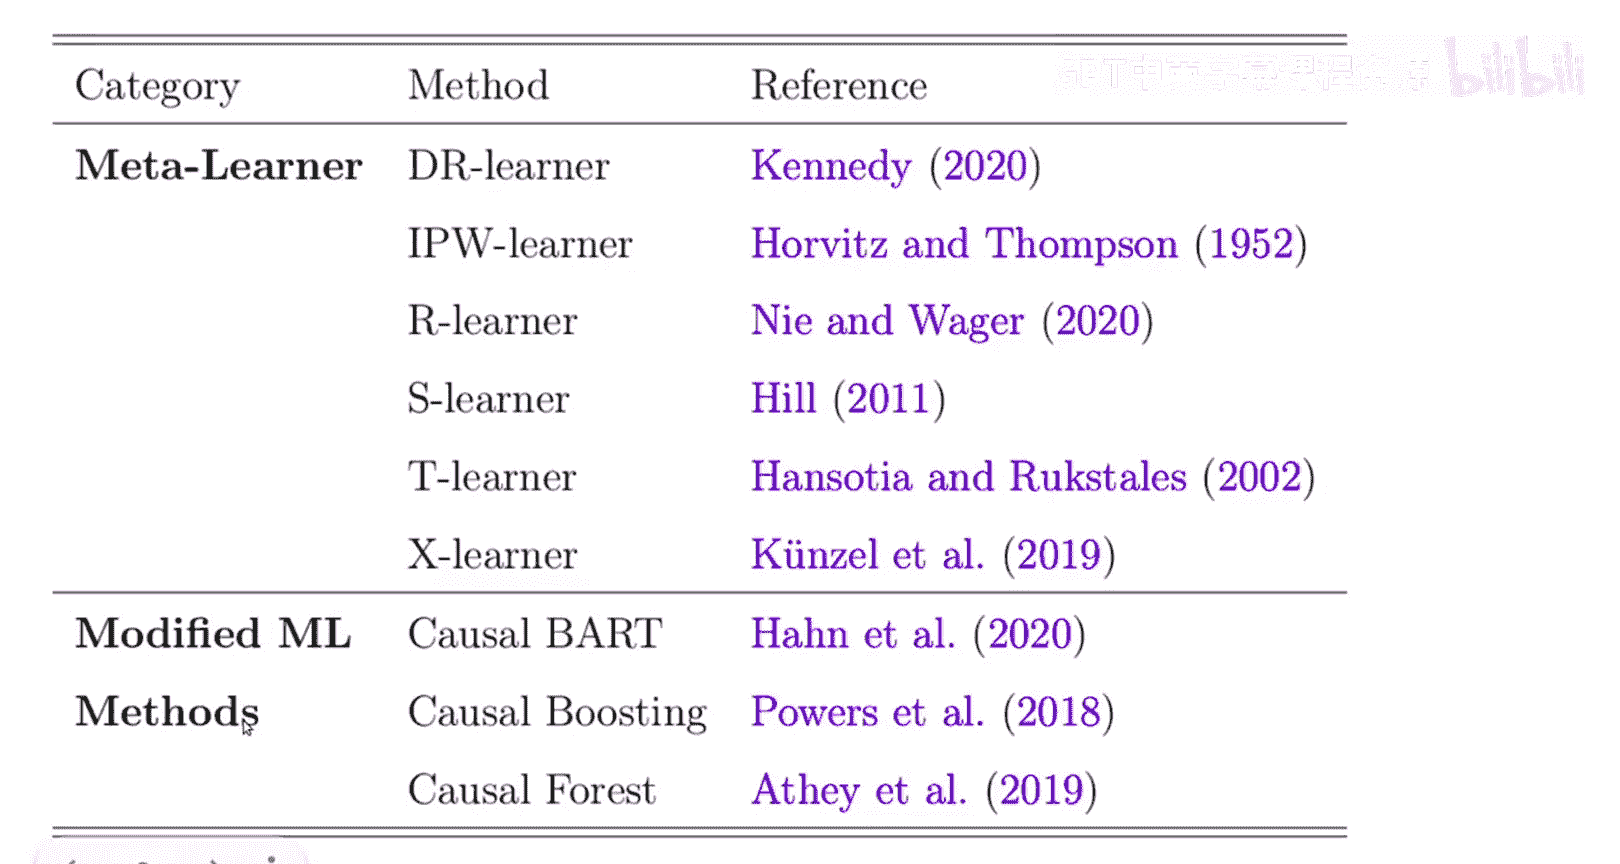 Category Method Reference
Meta-Learner DR-learner Kennedy (2020)
IPW-learner Horvitz and Thompson (1952)
R-learner Nie and Wager (2020)
S-learner Hill (2011)
T-learner Hansotia and Rukstales (2002)
X-learner Künzel et al. (2019)
Modified ML Causal BART Hahn et al. (2020)
Methods Causal Boosting Powers et al. (2018)
Causal Forest Athey et al. (2019)
bilibili